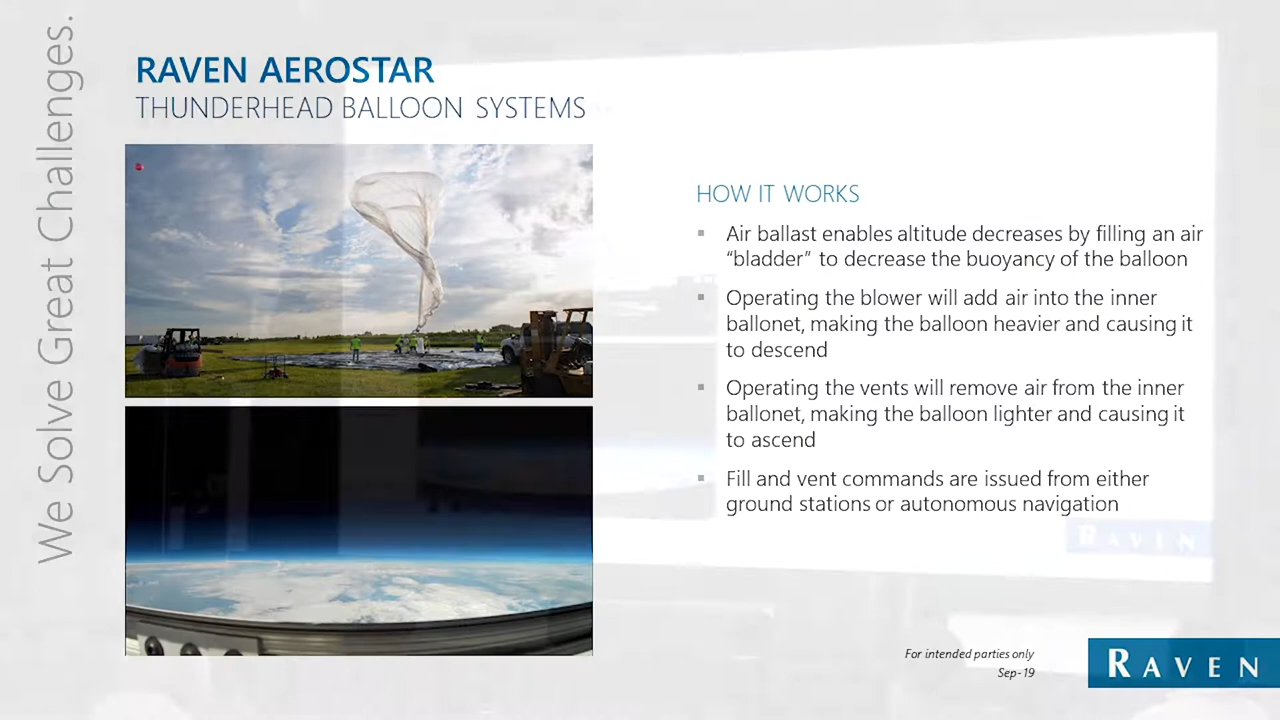 We Solve Great Challenges.
RAVEN AEROSTAR
THUNDERHEAD BALLOON SYSTEMS
HOW IT WORKS
▪ Air ballast enables altitude decreases by filling an air
“blader” to decrease the buoyancy of the balloon
▪ Operating the blower will add air into the inner
ballonet, making the balloon heavier and causing it
to descend
▪ Operating the vents will remove air from the inner
ballonet, making the balloon lighter and causing it
to ascend
▪ Fill and vent commands are issued from either
ground stations or autonomous navigation
RAVEN
For intended parties only
Sep-19
RAVEN